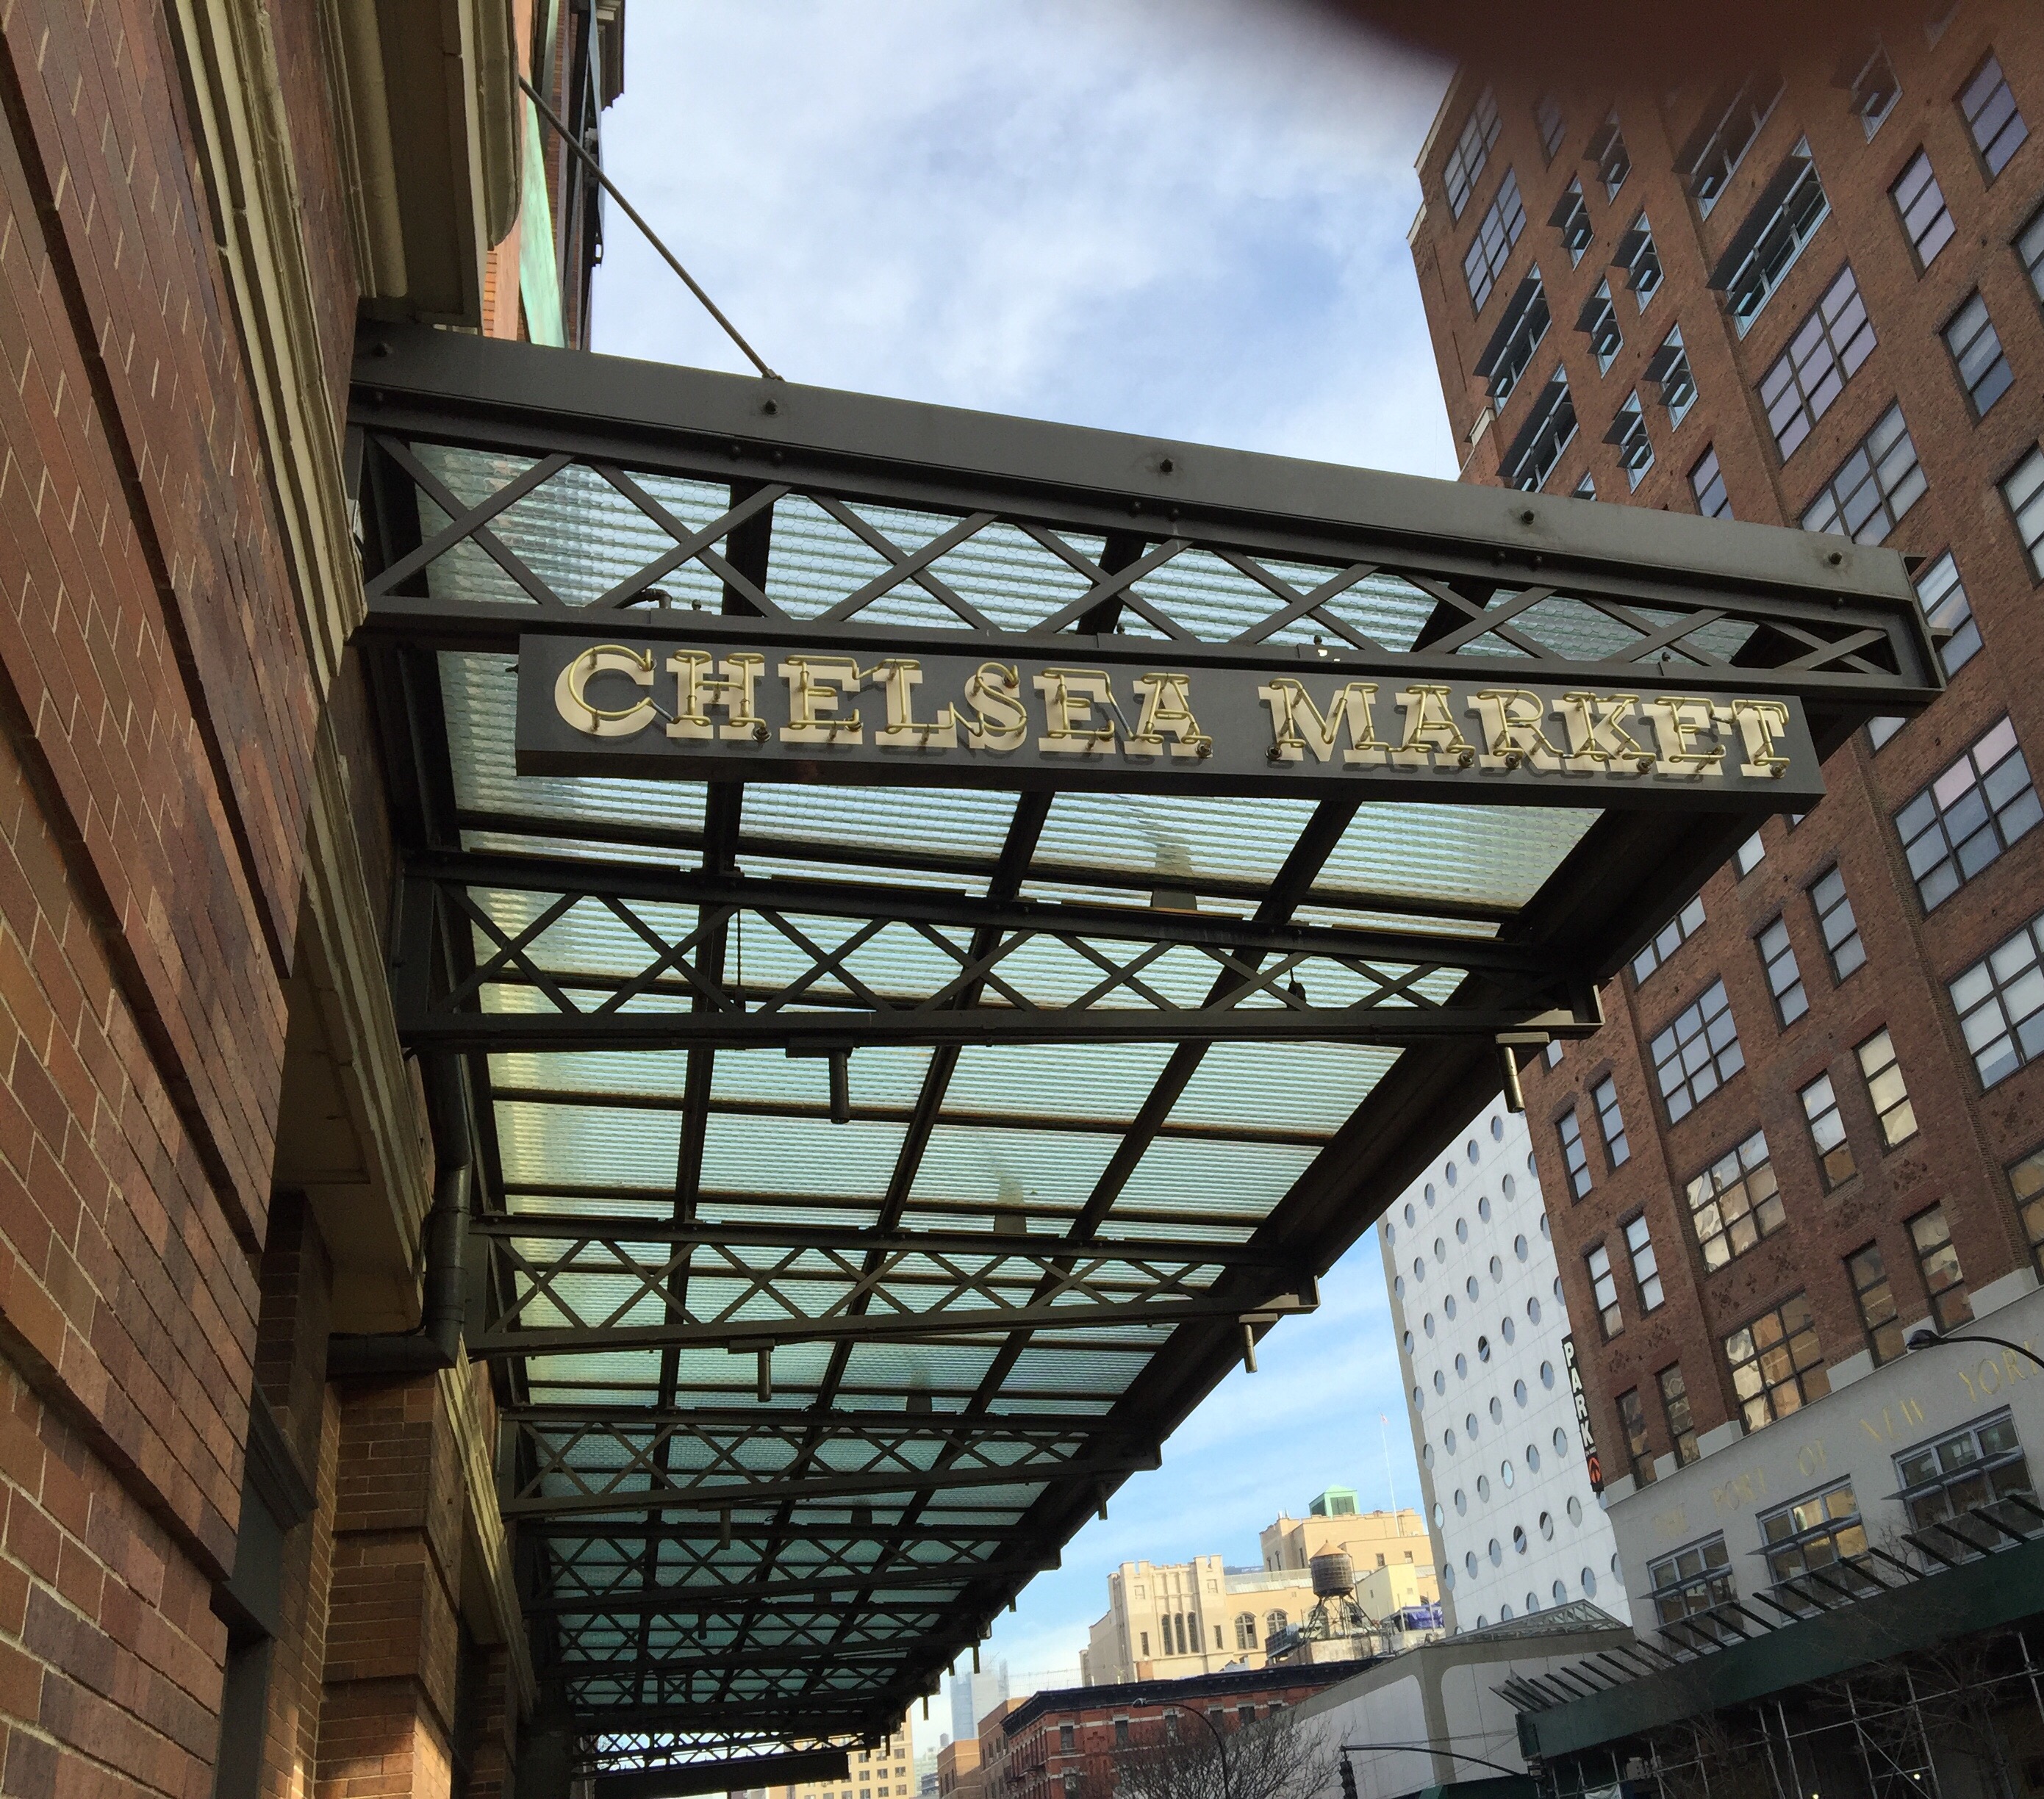 CHELSEA MARKET
PARK
THE PORT OF NEW YORK